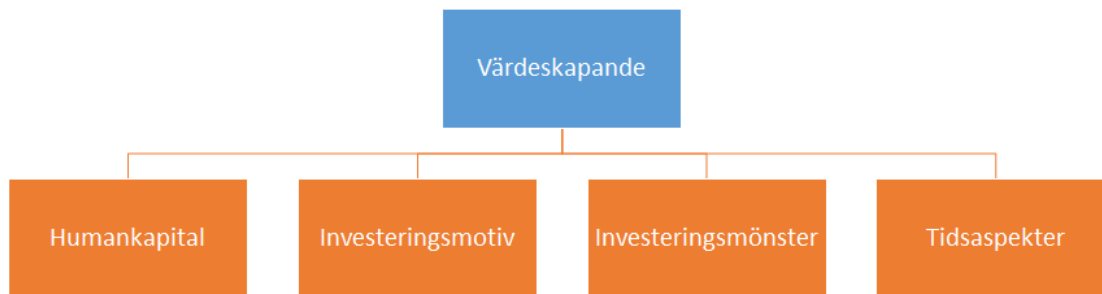 Värdeskapande
Humankapital
Investeringsmotiv
Investeringsmönster
Tidsaspekter